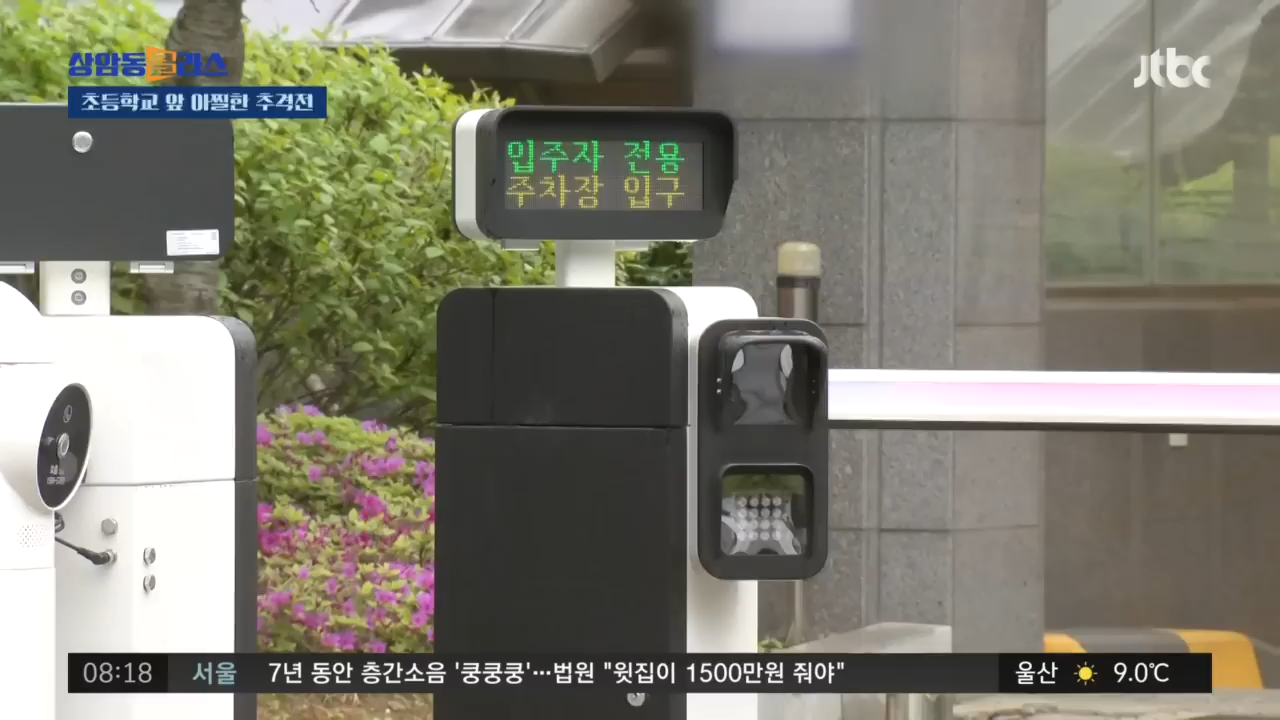 상암동클라스
초등학교 앞 아찔한 추격전
jtbc
입주자 전용
주차장 입구
08:18 서울 7년 동안 층간소음 '쿵쿵쿵'…법원 "윗집이 1500만원 줘야" 울산 9.0℃